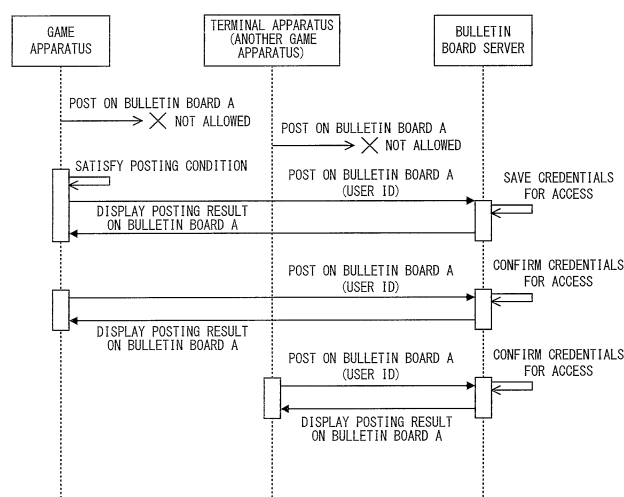 GAME
APPARATUS
TERMINAL APPARATUS
(ANOTHER GAME
APPARATUS)
BULLETIN
BOARD SERVER
POST ON BULLETIN BOARD A
NOT ALLOWED
POST ON BULLETIN BOARD A
NOT ALLOWED
SATISFY POSTING CONDITION
POST ON BULLETIN BOARD A
(USER ID)
SAVE CREDENTIALS
FOR ACCESS
DISPLAY POSTING RESULT
ON BULLETIN BOARD A
POST ON BULLETIN BOARD A
(USER ID)
CONFIRM CREDENTIALS
FOR ACCESS
DISPLAY POSTING RESULT
ON BULLETIN BOARD A
POST ON BULLETIN BOARD A
(USER ID)
CONFIRM CREDENTIALS
FOR ACCESS
DISPLAY POSTING RESULT
ON BULLETIN BOARD A